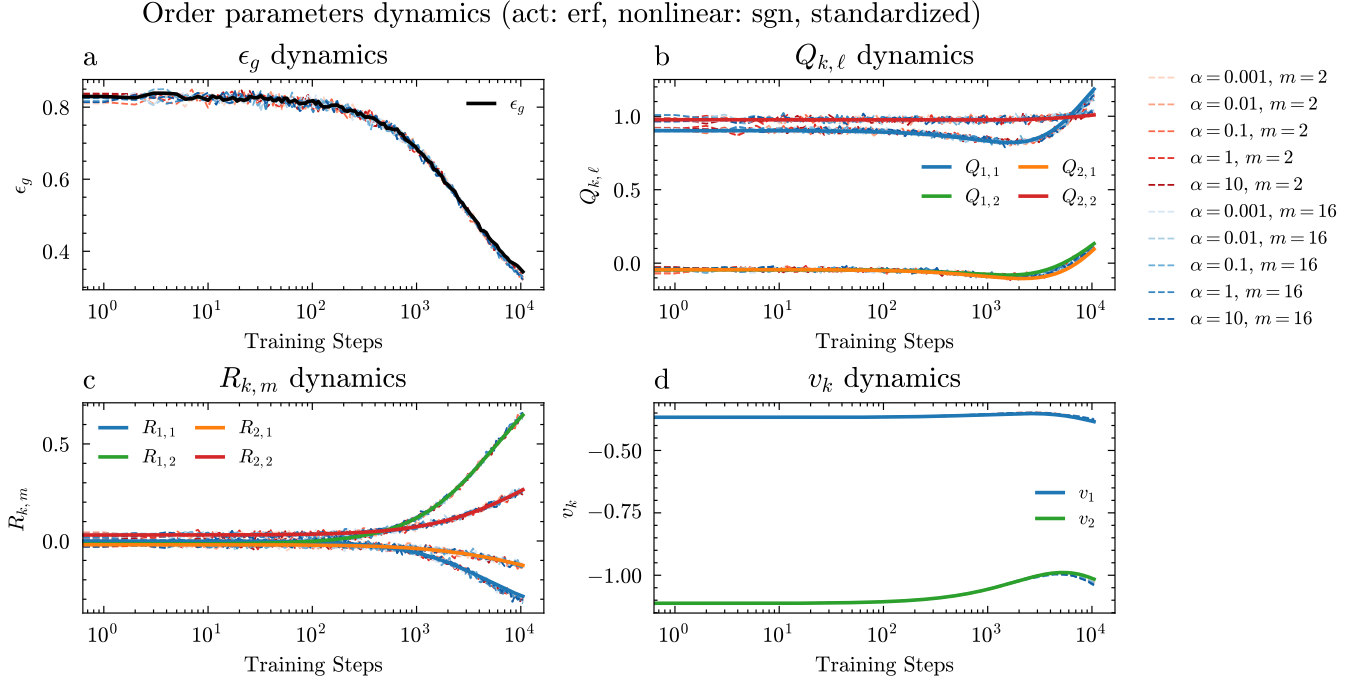 Order parameters dynamics (act: erf, nonlinear: sgn, standardized)
a
ϵ_g dynamics
ϵ_g
0.8
0.6
0.4
ϵ_g
10^0
10^1
10^2
10^3
10^4
Training Steps
b
Q_{k,ℓ} dynamics
1.0
0.5
0.0
Q_{k,ℓ}
Q_{1,1}
Q_{2,1}
Q_{1,2}
Q_{2,2}
10^0
10^1
10^2
10^3
10^4
Training Steps
α = 0.001, m = 2
α = 0.01, m = 2
α = 0.1, m = 2
α = 1, m = 2
α = 10, m = 2
α = 0.001, m = 16
α = 0.01, m = 16
α = 0.1, m = 16
α = 1, m = 16
α = 10, m = 16
c
R_{k,m} dynamics
R_{1,1}
R_{2,1}
R_{1,2}
R_{2,2}
0.5
0.0
R_{k,m}
10^0
10^1
10^2
10^3
10^4
Training Steps
d
v_k dynamics
−0.50
−0.75
−1.00
v_k
v_1
v_2
10^0
10^1
10^2
10^3
10^4
Training Steps